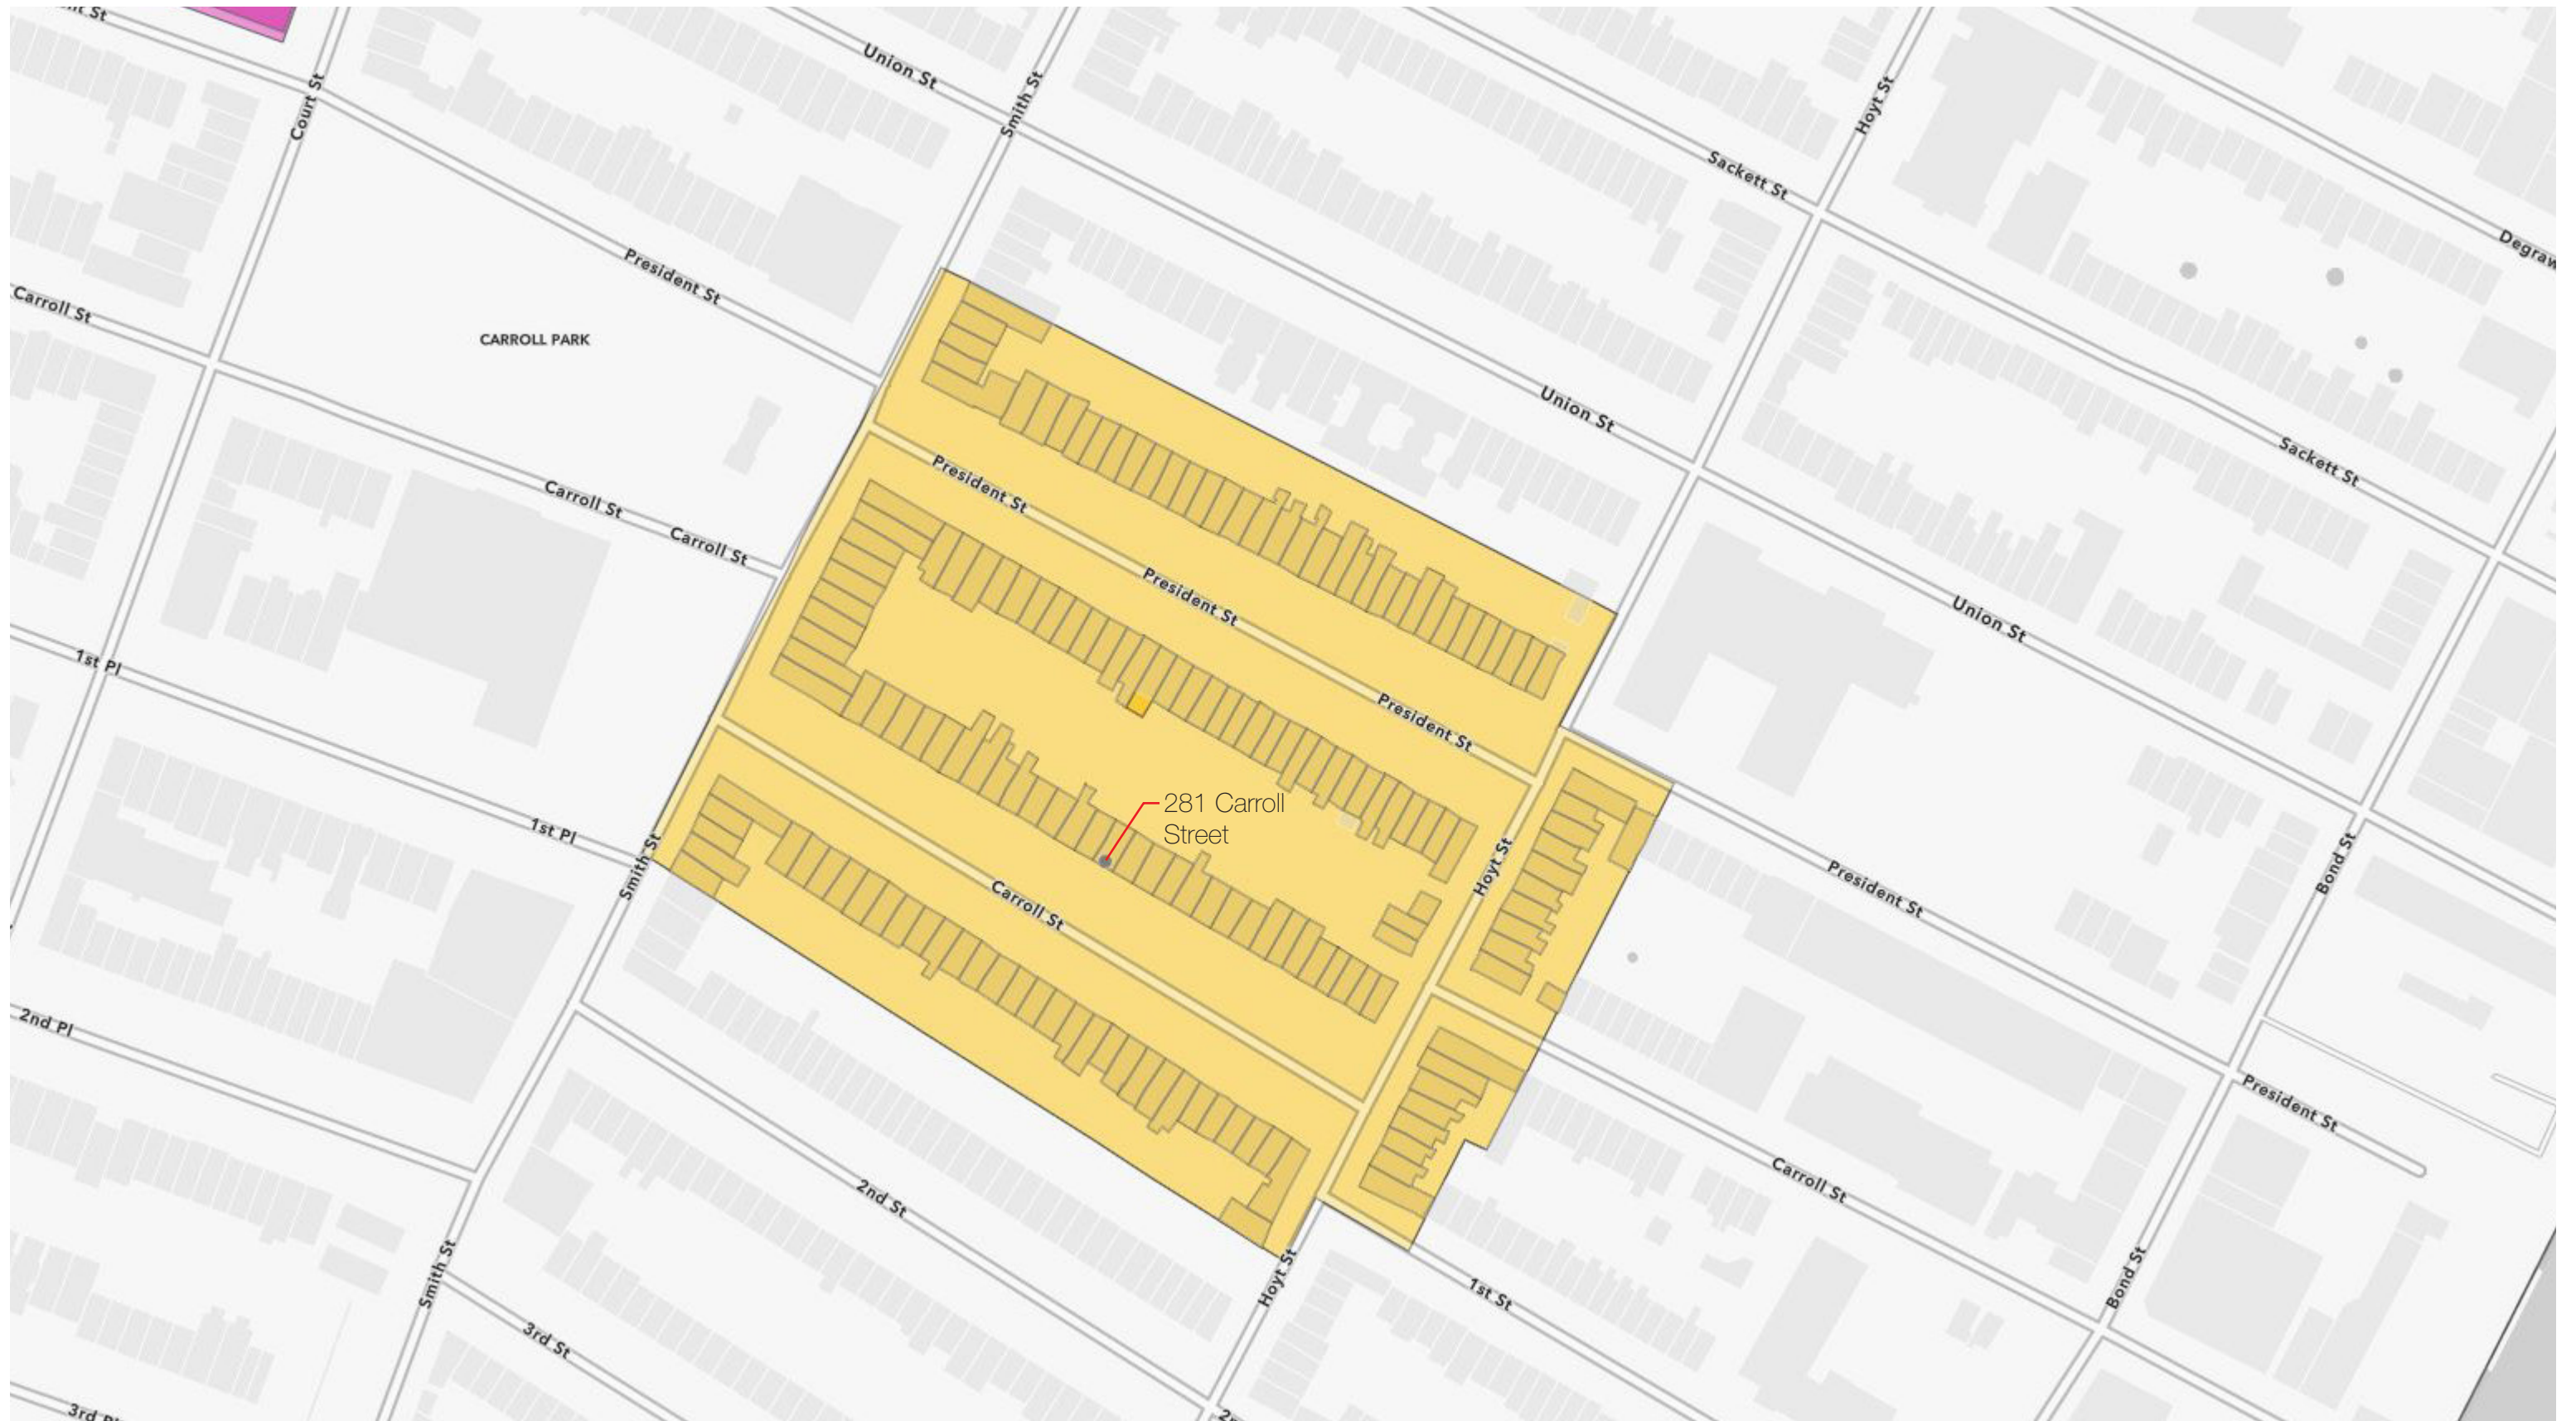 Union St
Smith St
Court St
Hoyt St
Sackett St
President St
Carroll St
CARROLL PARK
Union St
Sackett St
Carroll St
Carroll St
President St
President St
President St
Union St
1st Pl
1st Pl
281 Carroll
Street
Smith St
Carroll St
Hoyt St
President St
Bond St
2nd Pl
President St
2nd St
Carroll St
Smith St
Hoyt St
1st St
Bond St
3rd St